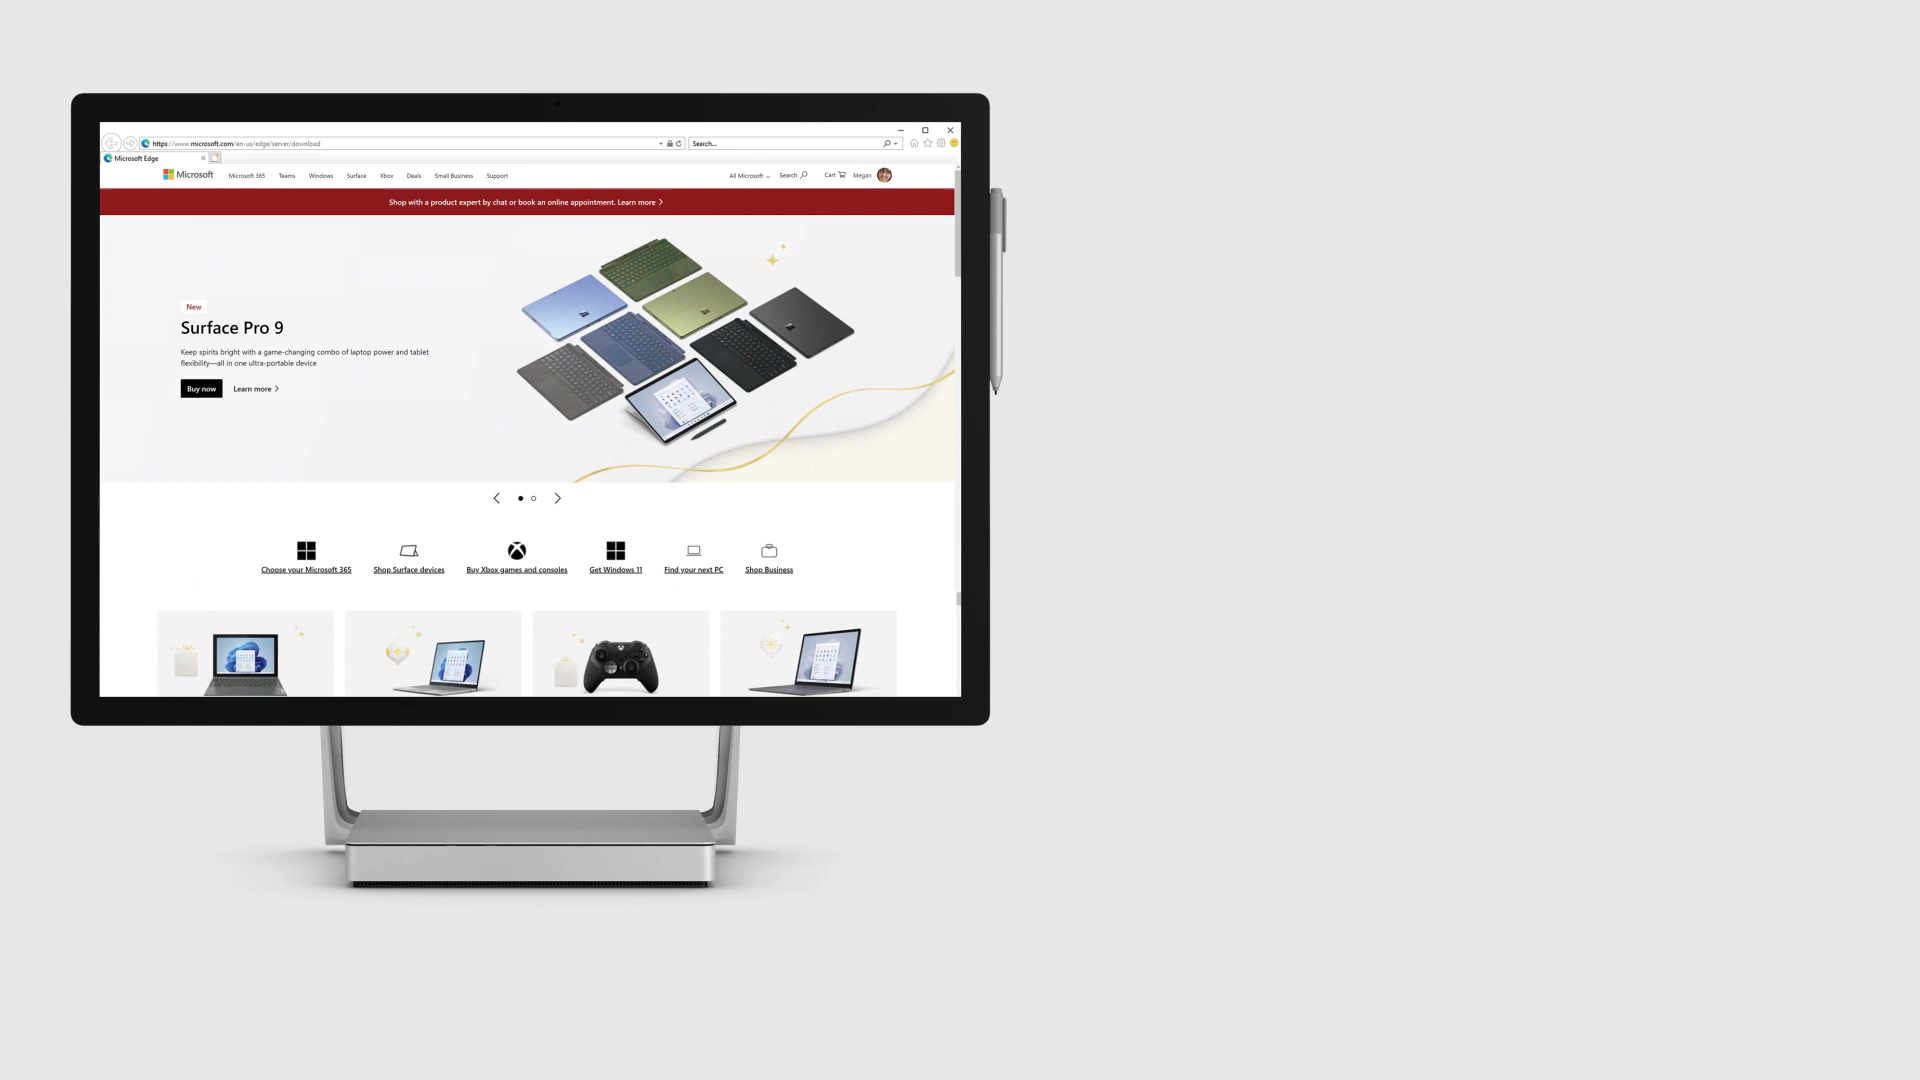 https://www.microsoft.com/en-us/edge/server/download
Search...
Microsoft Edge
Microsoft
Microsoft 365
Teams
Windows
Surface
Xbox
Deals
Small Business
Support
All Microsoft
Search
Cart
Megan
Shop with a product expert by chat or book an online appointment. Learn more
New
Surface Pro 9
Keep spirits bright with a game-changing combo of laptop power and tablet
flexibility—all in one ultra-portable device
Buy now
Learn more
Choose your Microsoft 365
Shop Surface devices
Buy Xbox games and consoles
Get Windows 11
Find your next PC
Shop Business